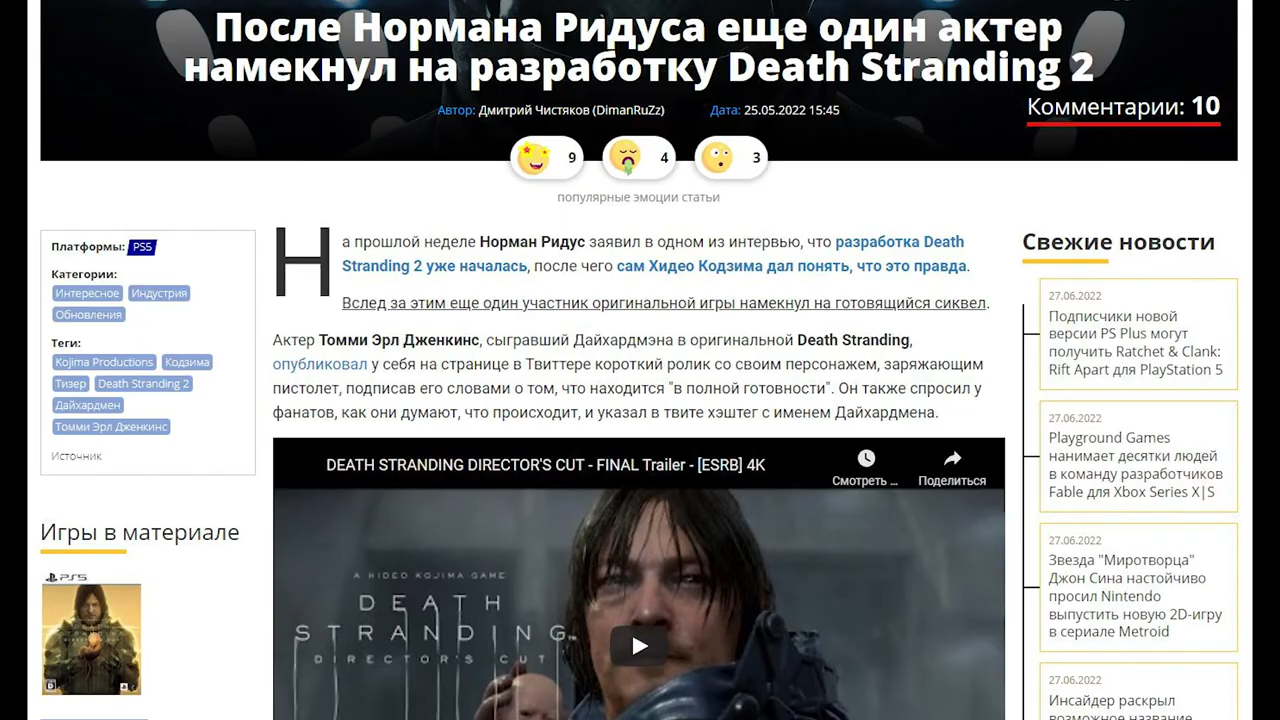 После Нормана Ридуса еще один актер
намекнул на разработку Death Stranding 2
Автор: Дмитрий Чистяков (DimanRuZz) Дата: 25.05.2022 15:45
Комментарии: 10
9 4 3
популярные эмоции статьи
Платформы: PS5
Категории:
Интересное Индустрия
Обновления
Теги:
Kojima Productions Кодзима
Тизер Death Stranding 2
Дайхардмен
Томми Эрл Дженкинс
Источник
Игры в материале
PS5
На прошлой неделе Норман Ридус заявил в одном из интервью, что разработка Death
Stranding 2 уже началась, после чего сам Хидео Кодзима дал понять, что это правда.
Вслед за этим еще один участник оригинальной игры намекнул на готовящийся сиквел.
Актер Томми Эрл Дженкинс, сыгравший Дайхардмэна в оригинальной Death Stranding,
опубликовал у себя на странице в Твиттере короткий ролик со своим персонажем, заряжающим
пистолет, подписав его словами о том, что находится "в полной готовности". Он также спросил у
фанатов, как они думают, что происходит, и указал в твите хэштег с именем Дайхардмена.
DEATH STRANDING DIRECTOR'S CUT - FINAL Trailer - [ESRB] 4K
Смотреть ... Поделиться
A HIDEO KOJIMA GAME
DEATH
STRANDING
DIRECTOR'S CUT
Свежие новости
27.06.2022
Подписчики новой
версии PS Plus могут
получить Ratchet & Clank:
Rift Apart для PlayStation 5
27.06.2022
Playground Games
нанимает десятки людей
в команду разработчиков
Fable для Xbox Series X|S
27.06.2022
Звезда "Миротворца"
Джон Сина настойчиво
просил Nintendo
выпустить новую 2D-игру
в сериале Metroid
27.06.2022
Инсайдер раскрыл
возможное название